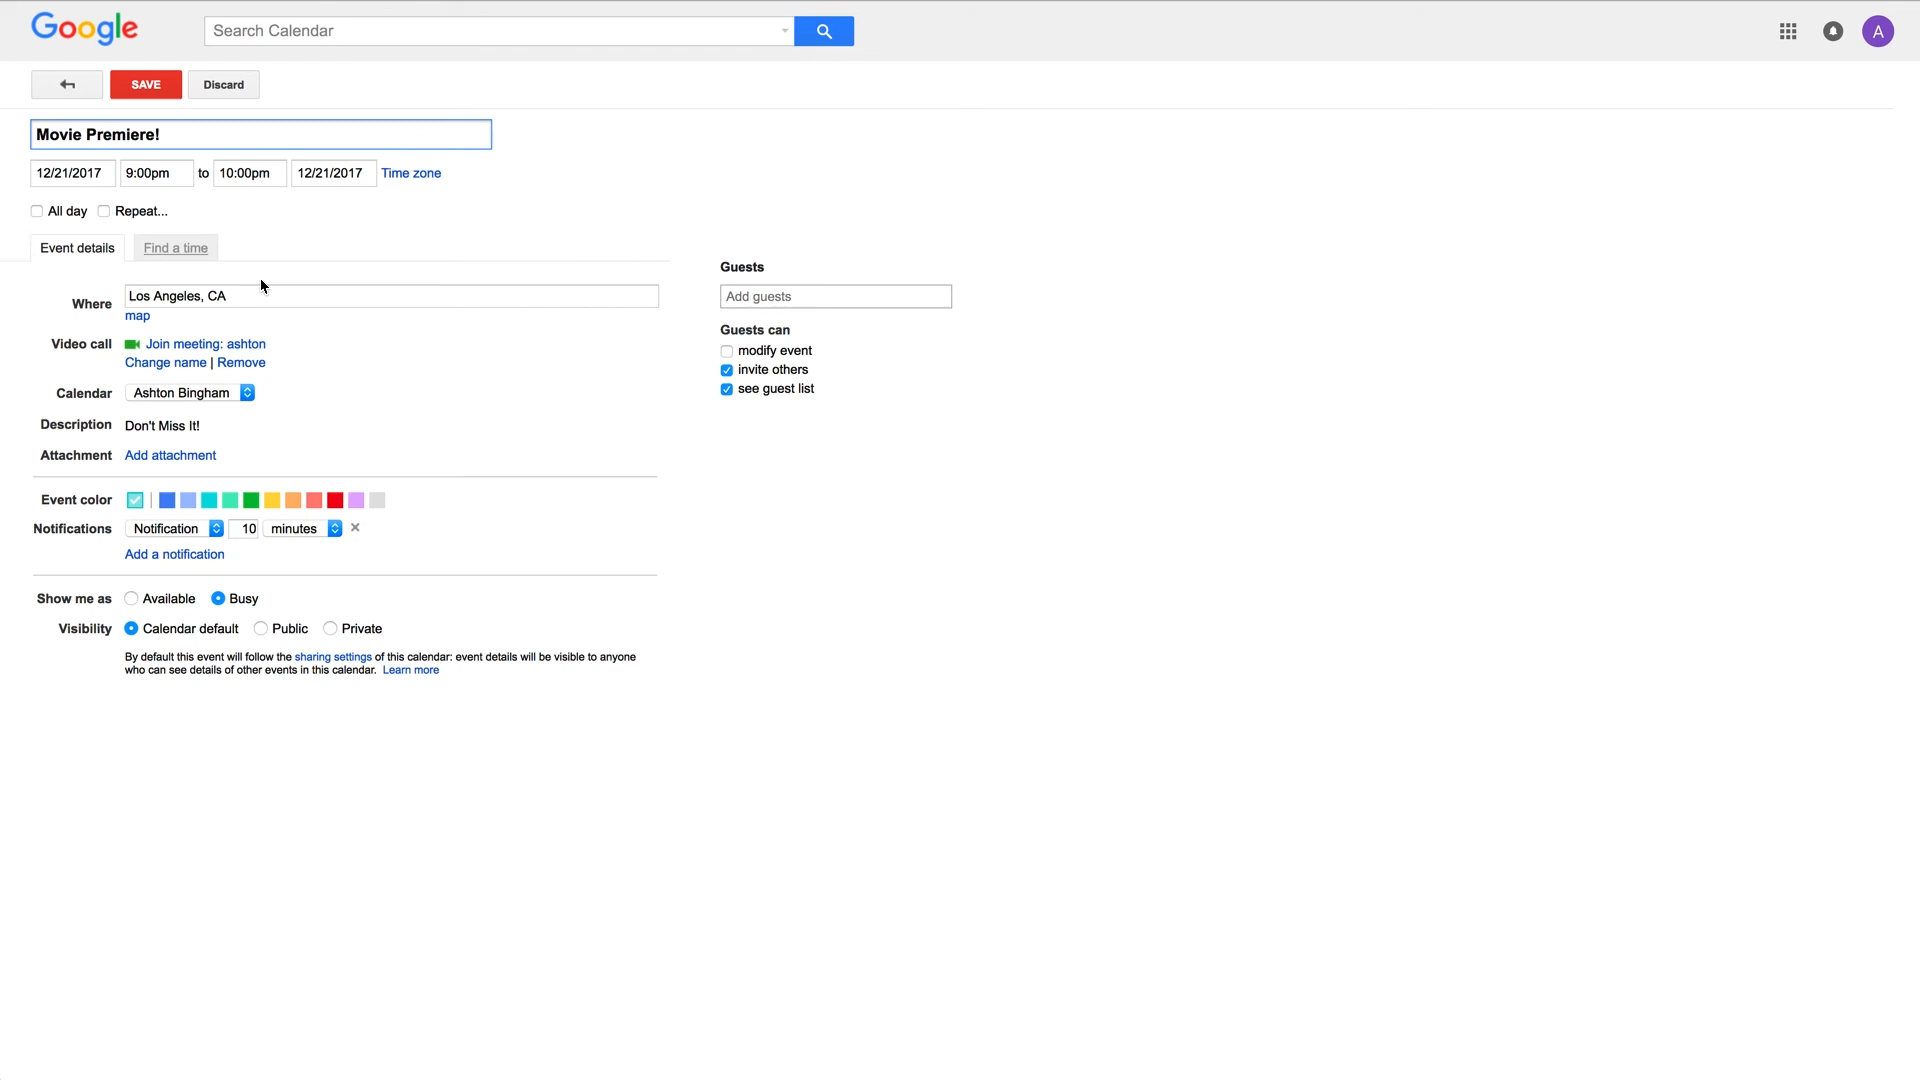 Google
Search Calendar
A
SAVE
Discard
Movie Premiere!
12/21/2017 9:00pm to 10:00pm 12/21/2017 Time zone
All day Repeat...
Event details Find a time
Where Los Angeles, CA
map
Video call Join meeting: ashton
Change name | Remove
Calendar Ashton Bingham
Description Don't Miss It!
Attachment Add attachment
Event color
Notifications Notification 10 minutes
Add a notification
Show me as Available Busy
Visibility Calendar default Public Private
By default this event will follow the sharing settings of this calendar: event details will be visible to anyone
who can see details of other events in this calendar. Learn more
Guests
Add guests
Guests can
modify event
invite others
see guest list